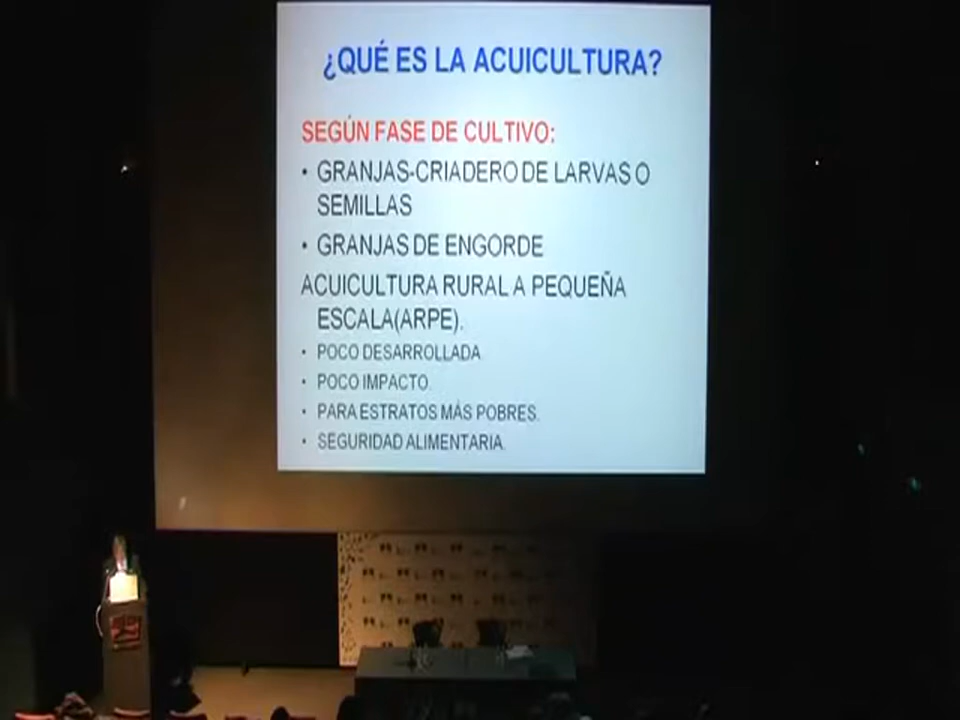 ¿QUÉ ES LA ACUICULTURA?
SEGÚN FASE DE CULTIVO:
• GRANJAS-CRIADERO DE LARVAS O
SEMILLAS
• GRANJAS DE ENGORDE
ACUICULTURA RURAL A PEQUEÑA
ESCALA(ARPE).
• POCO DESARROLLADA
• POCO IMPACTO.
• PARA ESTRATOS MÁS POBRES.
• SEGURIDAD ALIMENTARIA.